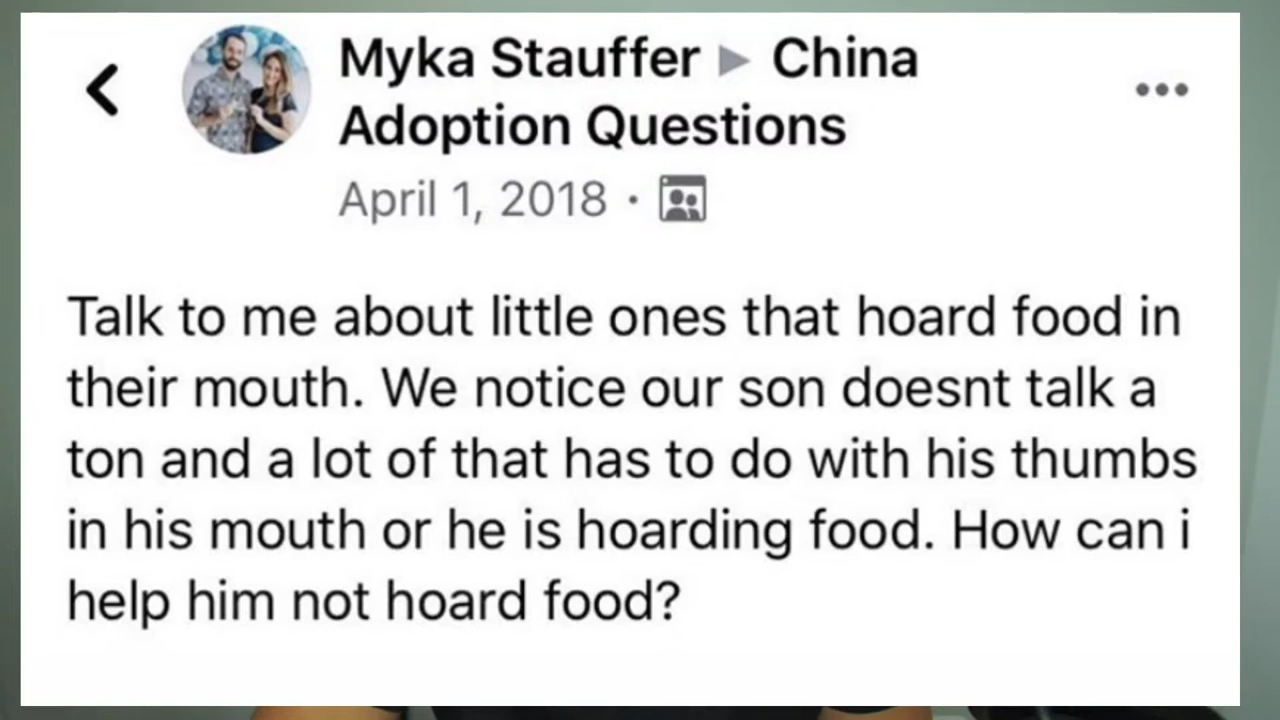 Myka Stauffer ▸ China
Adoption Questions
April 1, 2018 ·
Talk to me about little ones that hoard food in
their mouth. We notice our son doesnt talk a
ton and a lot of that has to do with his thumbs
in his mouth or he is hoarding food. How can i
help him not hoard food?